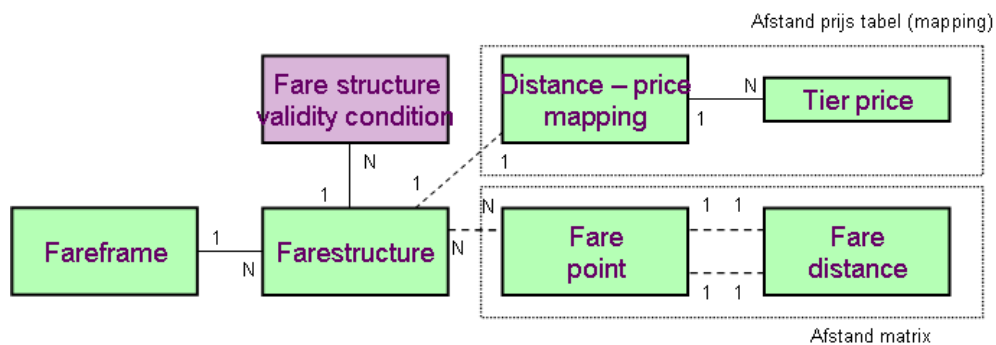 Afstand prijs tabel (mapping)
Fare structure
validity condition
Distance – price
mapping
N
1
Tier price
N
1
1
1
Fareframe
1
N
Farestructure
N
N
Fare
point
1 1
1 1
Fare
distance
Afstand matrix